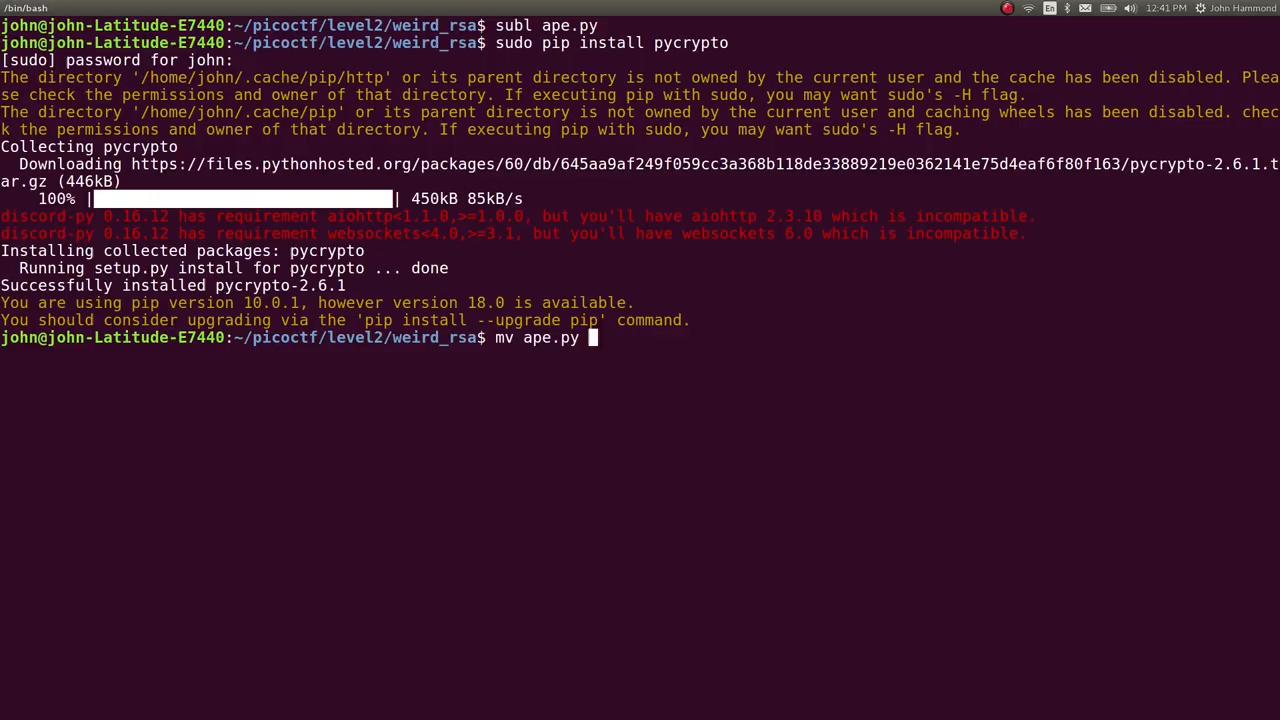 /bin/bash
En 12:41 PM John Hammond
john@john-Latitude-E7440:~/picoctf/level2/weird_rsa$ subl ape.py
john@john-Latitude-E7440:~/picoctf/level2/weird_rsa$ sudo pip install pycrypto
[sudo] password for john:
The directory '/home/john/.cache/pip/http' or its parent directory is not owned by the current user and the cache has been disabled. Plea
se check the permissions and owner of that directory. If executing pip with sudo, you may want sudo's -H flag.
The directory '/home/john/.cache/pip' or its parent directory is not owned by the current user and caching wheels has been disabled. chec
k the permissions and owner of that directory. If executing pip with sudo, you may want sudo's -H flag.
Collecting pycrypto
  Downloading https://files.pythonhosted.org/packages/60/db/645aa9af249f059cc3a368b118de33889219e0362141e75d4eaf6f80f163/pycrypto-2.6.1.t
ar.gz (446kB)
    100% |████████████████████████████████| 450kB 85kB/s
discord-py 0.16.12 has requirement aiohttp<1.1.0,>=1.0.0, but you'll have aiohttp 2.3.10 which is incompatible.
discord-py 0.16.12 has requirement websockets<4.0,>=3.1, but you'll have websockets 6.0 which is incompatible.
Installing collected packages: pycrypto
  Running setup.py install for pycrypto ... done
Successfully installed pycrypto-2.6.1
You are using pip version 10.0.1, however version 18.0 is available.
You should consider upgrading via the 'pip install --upgrade pip' command.
john@john-Latitude-E7440:~/picoctf/level2/weird_rsa$ mv ape.py